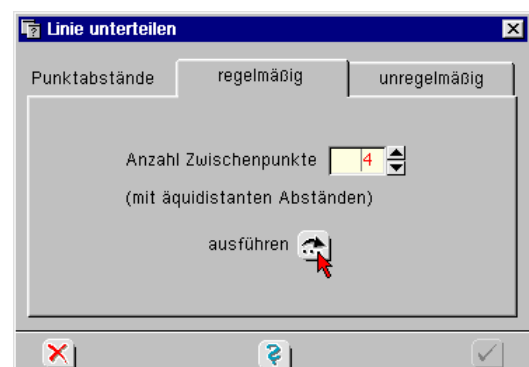 Linie unterteilen
Punktabstände regelmäßig unregelmäßig
Anzahl Zwischenpunkte 4
(mit äquidistanten Abständen)
ausführen